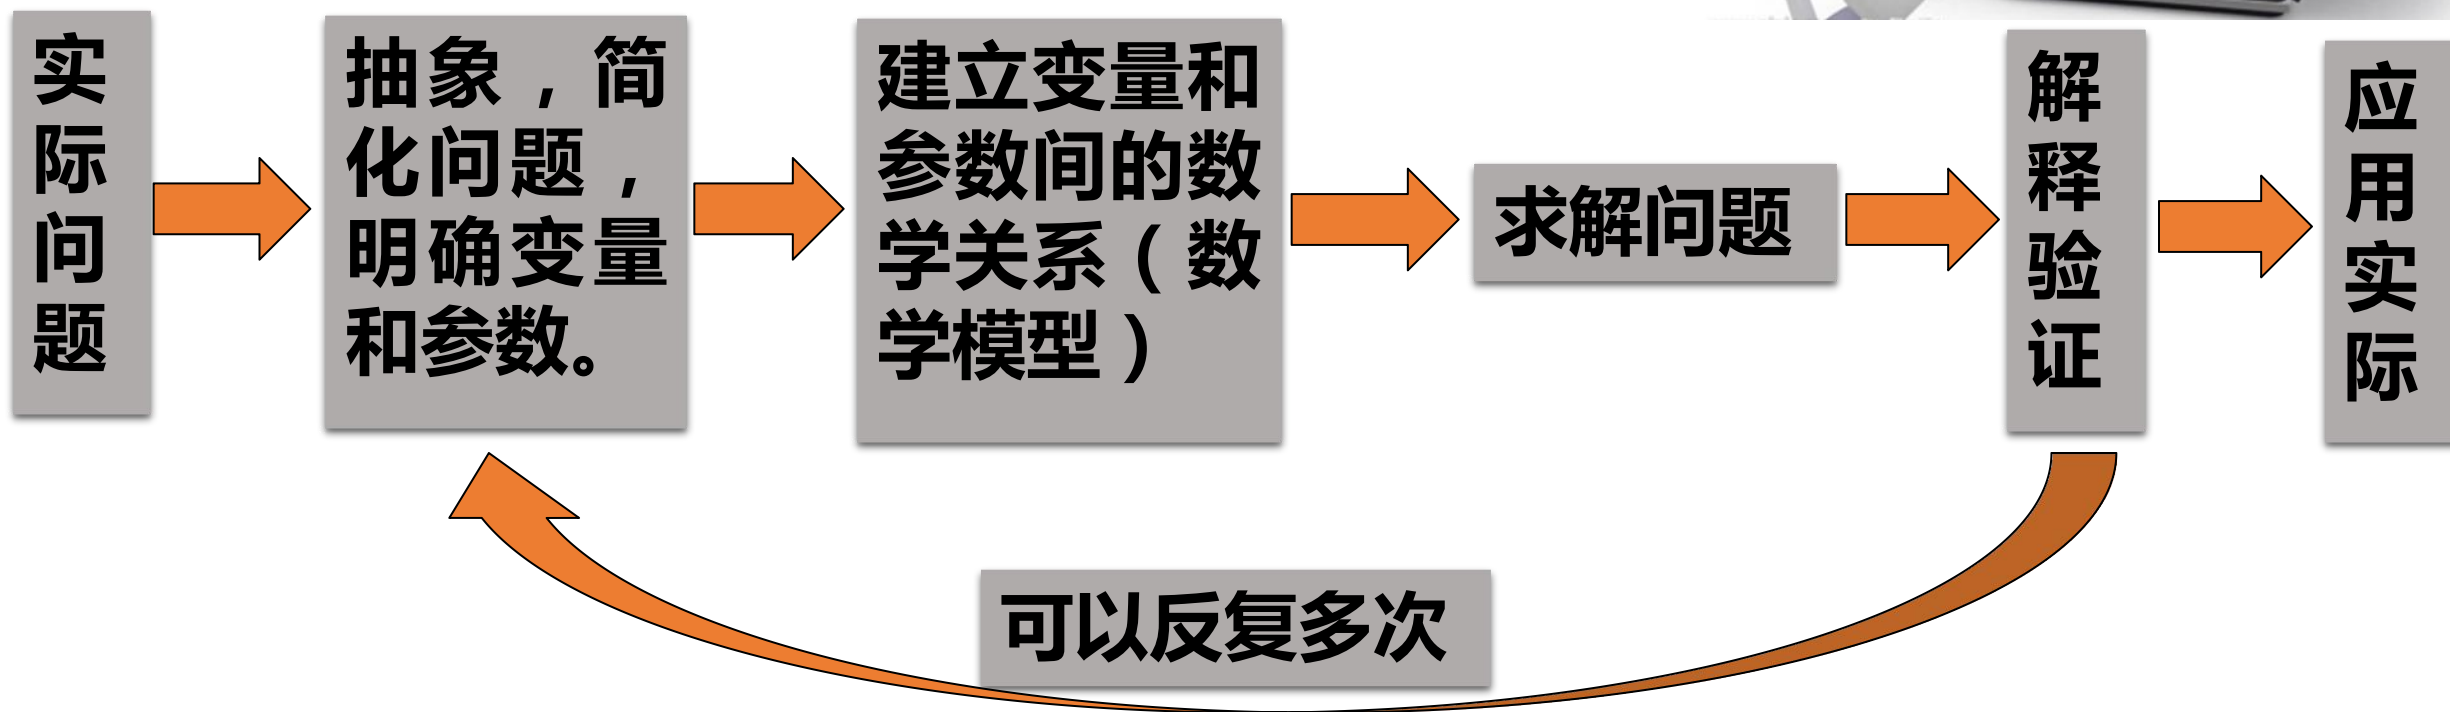 实际问题
抽象，简
化问题，
明确变量
和参数。
建立变量和
参数间的数
学关系（数
学模型）
求解问题
解释验证
应用实际
可以反复多次